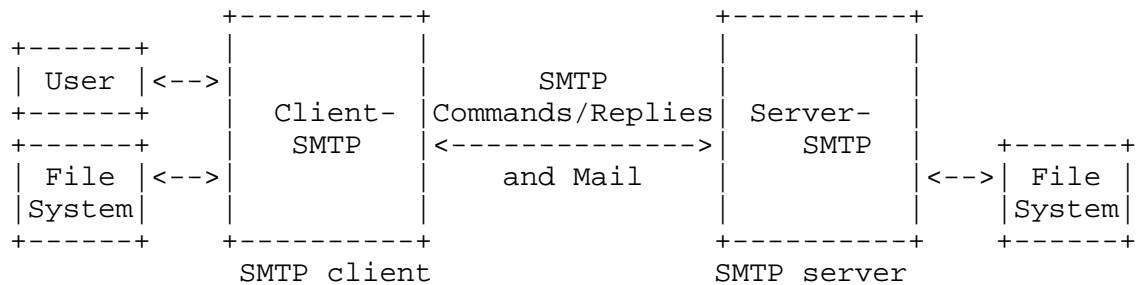 +----------+ +----------+
+------+ | | | |
| User |<-->| | SMTP | |
+------+ | Client- |Commands/Replies| Server- |
+------+ | SMTP |<-------------->| SMTP | +------+
| File |<-->| | and Mail | |<-->| File |
|System| | | | | |System|
+------+ +----------+ +----------+ +------+
SMTP client SMTP server